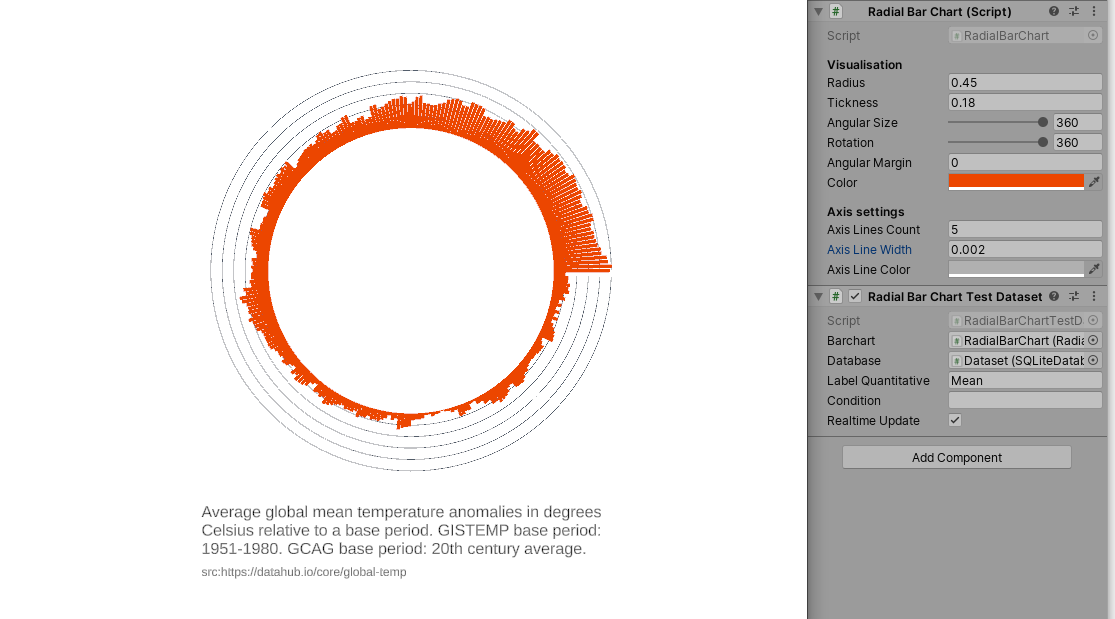 Average global mean temperature anomalies in degrees
Celsius relative to a base period. GISTEMP base period:
1951-1980. GCAG base period: 20th century average.
src:https://datahub.io/core/global-temp
Radial Bar Chart (Script)
Script RadialBarChart
Visualisation
Radius 0.45
Tickness 0.18
Angular Size 360
Rotation 360
Angular Margin 0
Color
Axis settings
Axis Lines Count 5
Axis Line Width 0.002
Axis Line Color
Radial Bar Chart Test Dataset
Script RadialBarChartTestD
Barchart RadialBarChart (Radia
Database Dataset (SQLiteDatab
Label Quantitative Mean
Condition
Realtime Update
Add Component